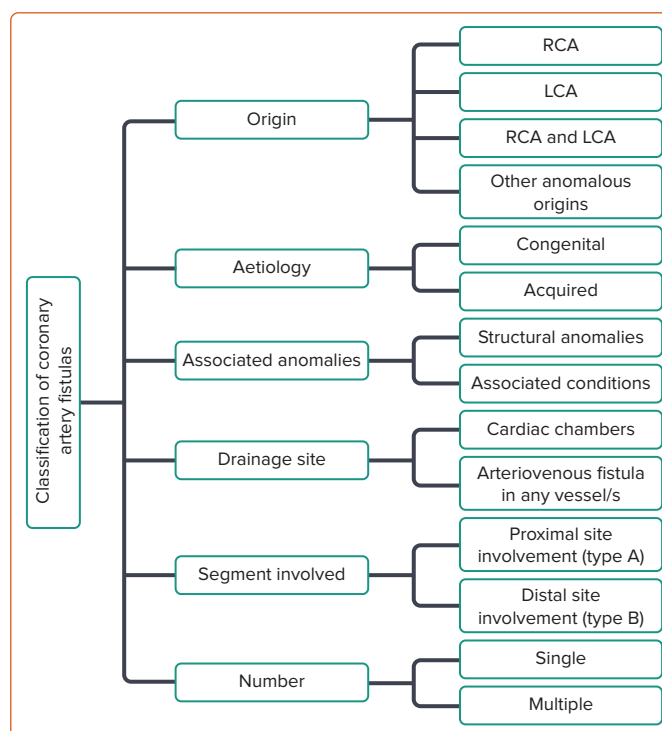 Classification of coronary
artery fistulas
Origin
RCA
LCA
RCA and LCA
Other anomalous
origins
Aetiology
Congenital
Acquired
Associated anomalies
Structural anomalies
Associated conditions
Drainage site
Cardiac chambers
Arteriovenous fistula
in any vessel/s
Segment involved
Proximal site
involvement (type A)
Distal site
involvement (type B)
Number
Single
Multiple